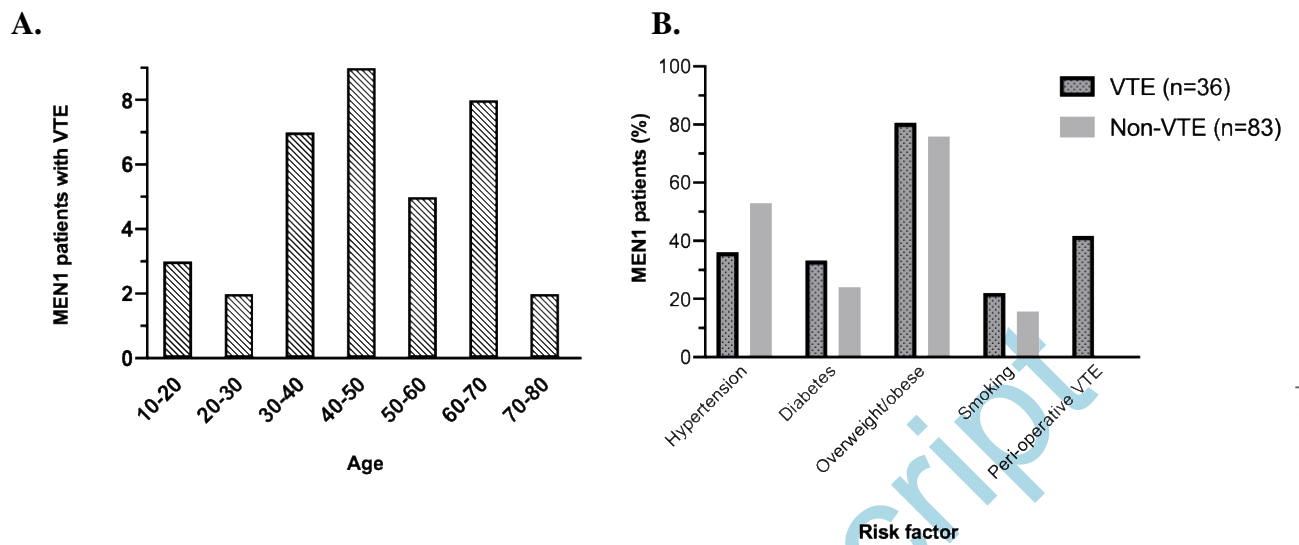 A.
MEN1 patients with VTE
8
6
4
2
0
10-20
20-30
30-40
40-50
50-60
60-70
70-80
Age
B.
MEN1 patients (%)
100
80
60
40
20
0
VTE (n=36)
Non-VTE (n=83)
Hypertension
Diabetes
Overweight/obese
Smoking
Peri-operative VTE
Risk factor
cript